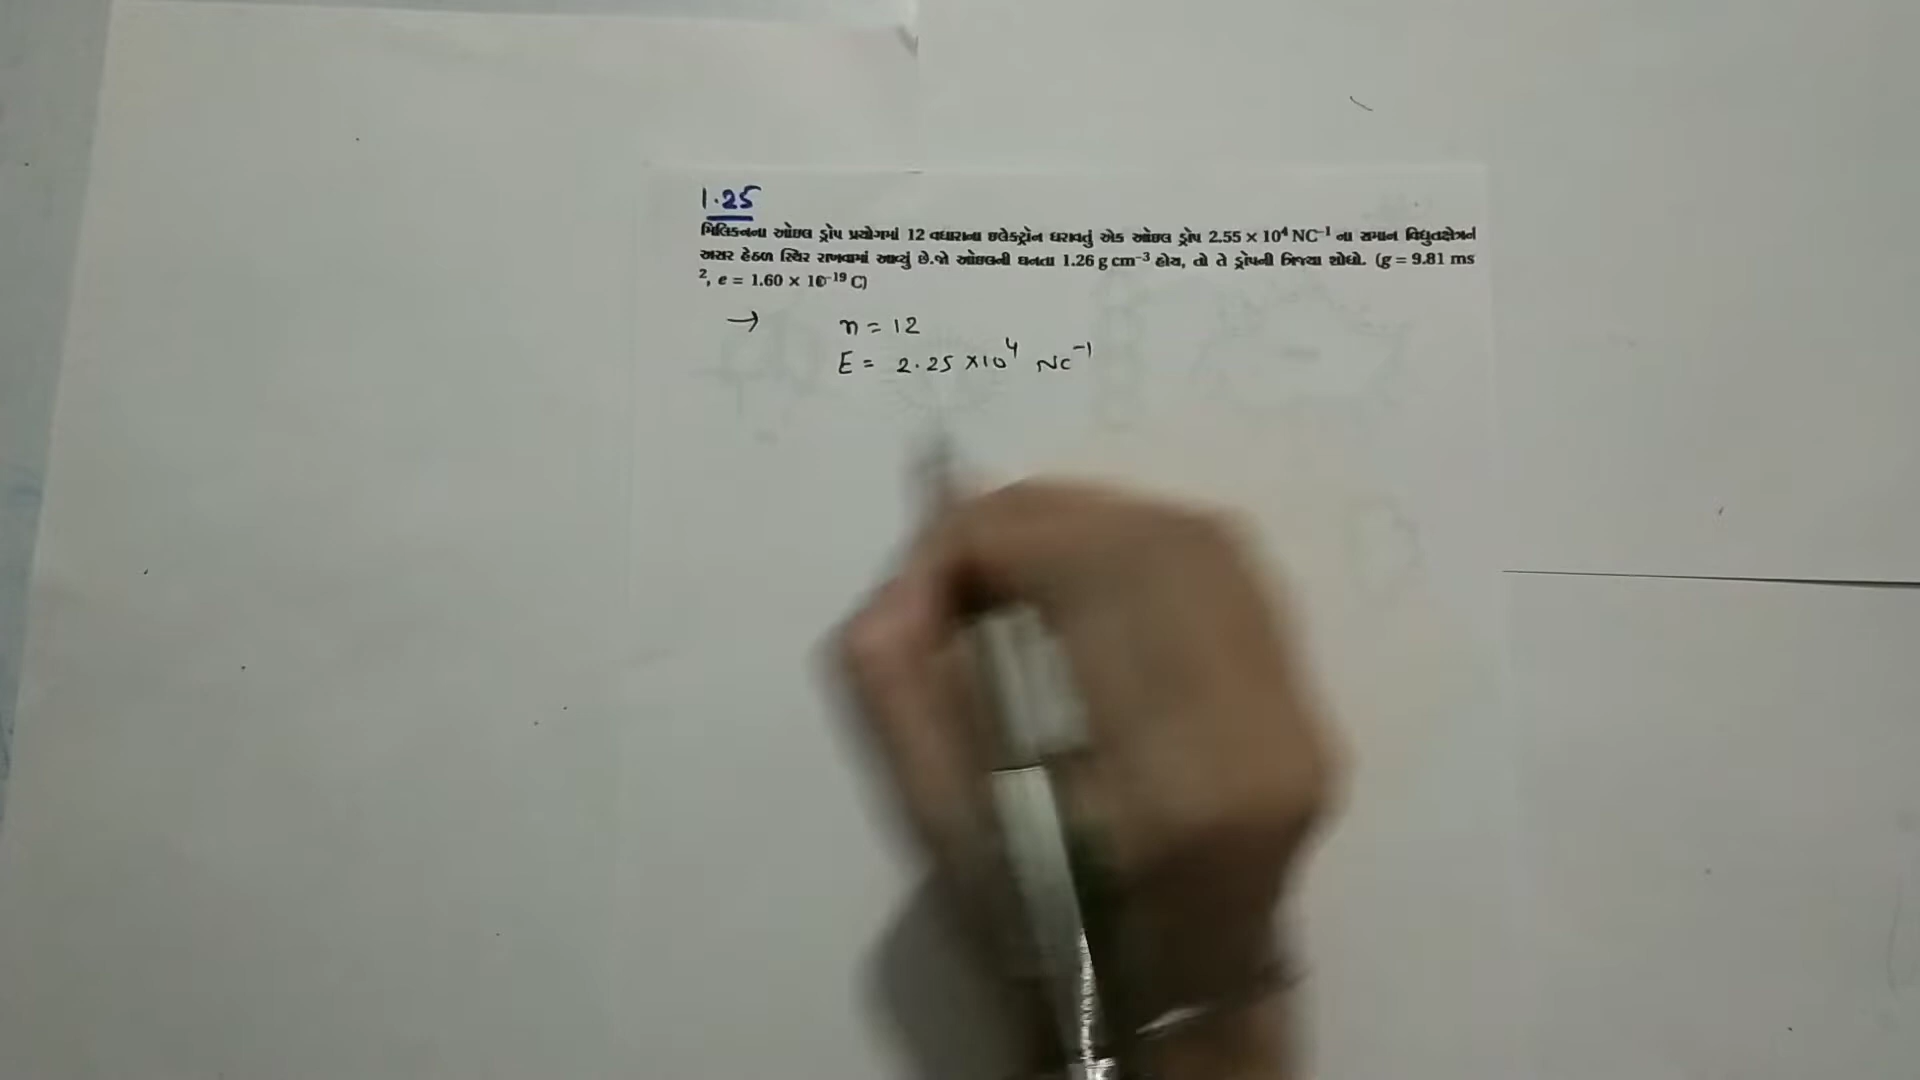 1.25
મિલિકનના ઓઇલ ડ્રોપ પ્રયોગમાં 12 વધારાના ઇલેક્ટ્રૉન ધરાવતું એક ઓઇલ ડ્રોપ 2.55 × 10⁴ NC⁻¹ ના સમાન વિદ્યુતક્ષેત્રની
અસર હેઠળ સ્થિર રાખવામાં આવ્યું છે.જો ઑઇલની ઘનતા 1.26 g cm⁻³ હોય, તો તે ડ્રોપની ત્રિજ્યા શોધો. (g = 9.81 ms
², e = 1.60 × 10⁻¹⁹ C)
→ n = 12
E = 2.25 ×10⁴ NC⁻¹